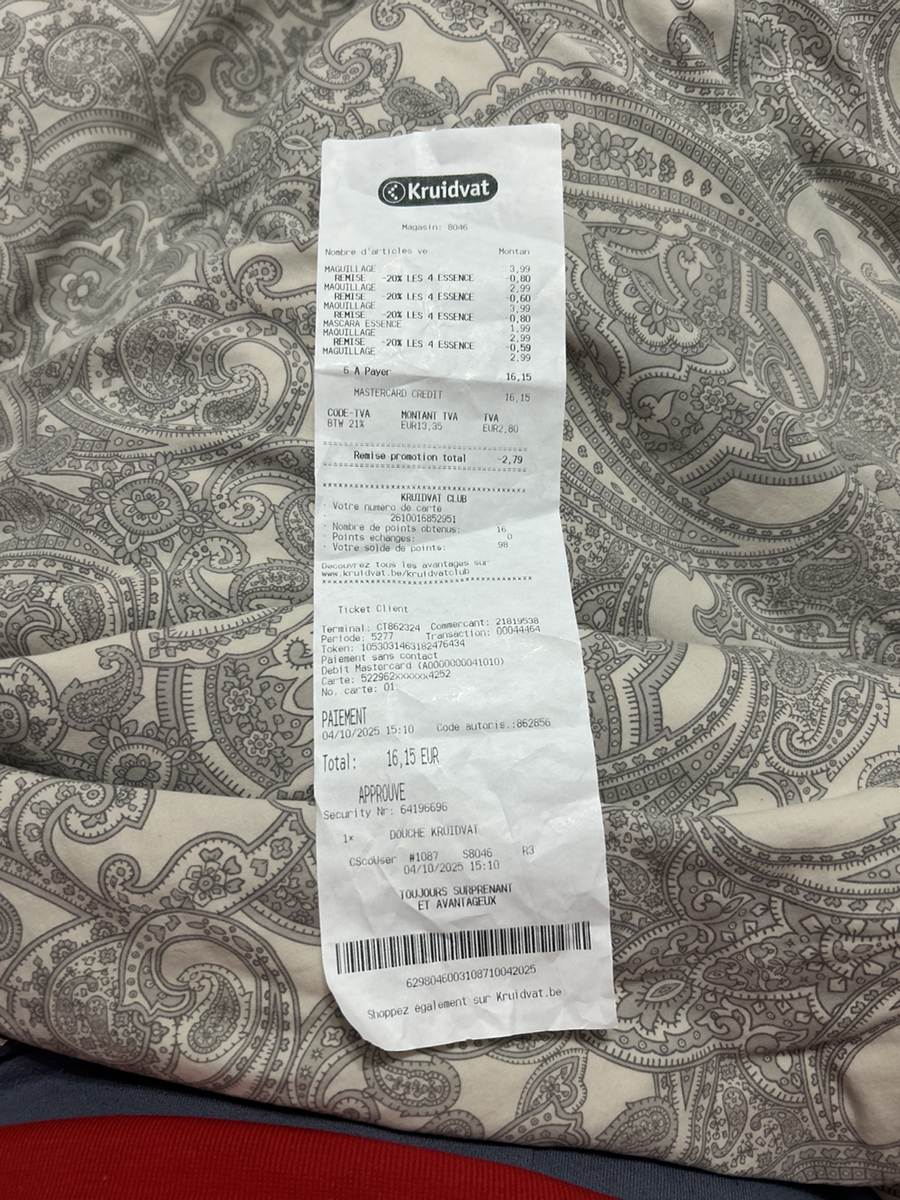 Kruidvat
Magasin: 8046
Nombre d'articles ve Montan
MAQUILLAGE 3,99
REMISE -20% LES 4 ESSENCE -0,80
MAQUILLAGE 2,99
REMISE -20% LES 4 ESSENCE -0,60
MAQUILLAGE 3,99
REMISE -20% LES 4 ESSENCE -0,80
MASCARA ESSENCE 1,99
MAQUILLAGE 2,99
REMISE -20% LES 4 ESSENCE -0,59
MAQUILLAGE 2,99
6 A Payer 16,15
MASTERCARD CREDIT 16,15
CODE-TVA MONTANT TVA TVA
BTW 21% EUR13,35 EUR2,80
Remise promotion total -2,79
KRUIDVAT CLUB
· Votre numero de carte
· 2610016852951
· Nombre de points obtenus: 16
· Points echanges: 0
· Votre solde de points: 98
Decouvrez tous les avantages sur
www.kruidvat.be/kruidvatclub
Ticket Client
Terminal: CT862324 Commercant: 21819538
Periode: 5277 Transaction: 00044464
Token: 1053031463182476434
Paiement sans contact
Debit Mastercard (A0000000041010)
Carte: 522962xxxxxx4252
No. carte: 01
PAIEMENT
04/10/2025 15:10 Code autoris.:862856
Total: 16,15 EUR
APPROUVE
Security Nr: 64196696
1x DOUCHE KRUIDVAT
CScoUser #1087 S8046 R3
04/10/2025 15:10
TOUJOURS SURPRENANT
ET AVANTAGEUX
6298046003108710042025
Shoppez également sur Kruidvat.be